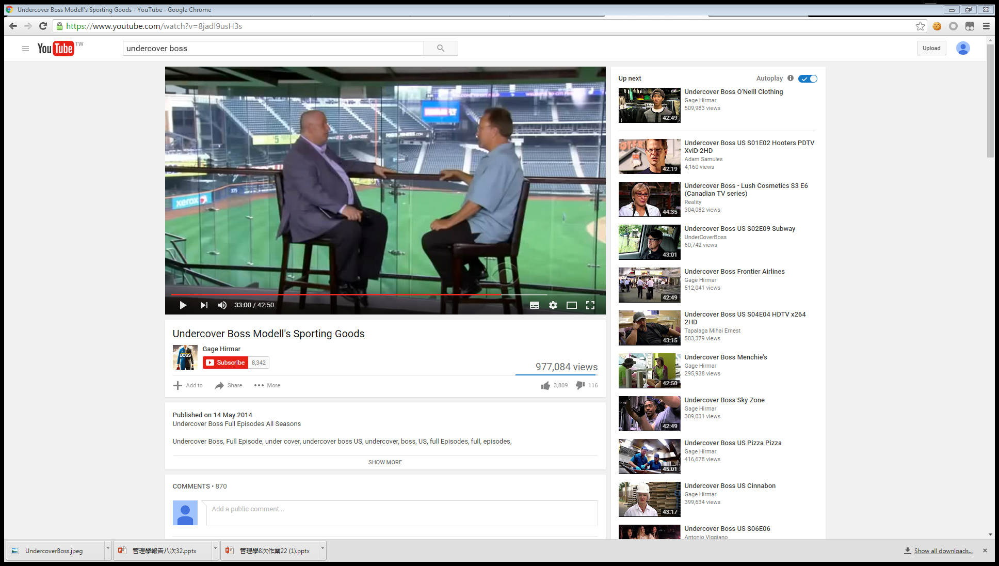 Undercover Boss Modell's Sporting Goods - YouTube - Google Chrome
https://www.youtube.com/watch?v=8jadl9usH3s
YouTube TW
undercover boss
Upload
xerox
375
5
33:00 / 42:50
Undercover Boss Modell's Sporting Goods
BOSS
Gage Hirmar
Subscribe 8,342
977,084 views
Add to Share More 3,809 116
Published on 14 May 2014
Undercover Boss Full Episodes All Seasons
Undercover Boss, Full Episode, under cover, undercover boss US, undercover, boss, US, full Episodes, full, episodes,
SHOW MORE
COMMENTS • 870
Add a public comment...
Up next Autoplay
Undercover Boss O'Neill Clothing
Gage Hirmar
509,983 views
42:49
Undercover Boss US S01E02 Hooters PDTV
XviD 2HD
Adam Samules
4,160 views
42:19
Undercover Boss - Lush Cosmetics S3 E6
(Canadian TV series)
Reality
304,082 views
44:35
Undercover Boss US S02E09 Subway
UnderCoverBoss
60,742 views
43:01
Undercover Boss Frontier Airlines
Gage Hirmar
512,041 views
42:49
Undercover Boss US S04E04 HDTV x264
2HD
Tapalaga Mihai Ernest
503,379 views
43:15
Undercover Boss Menchie's
Gage Hirmar
295,938 views
42:50
Undercover Boss Sky Zone
Gage Hirmar
309,031 views
42:49
Undercover Boss US Pizza Pizza
Gage Hirmar
416,678 views
45:01
Undercover Boss US Cinnabon
Gage Hirmar
399,634 views
43:17
Undercover Boss US S06E06
Antonio Viggiano
UndercoverBoss.jpeg
管理學報告八次32.pptx
管理學8次作業22 (1).pptx
Show all downloads...